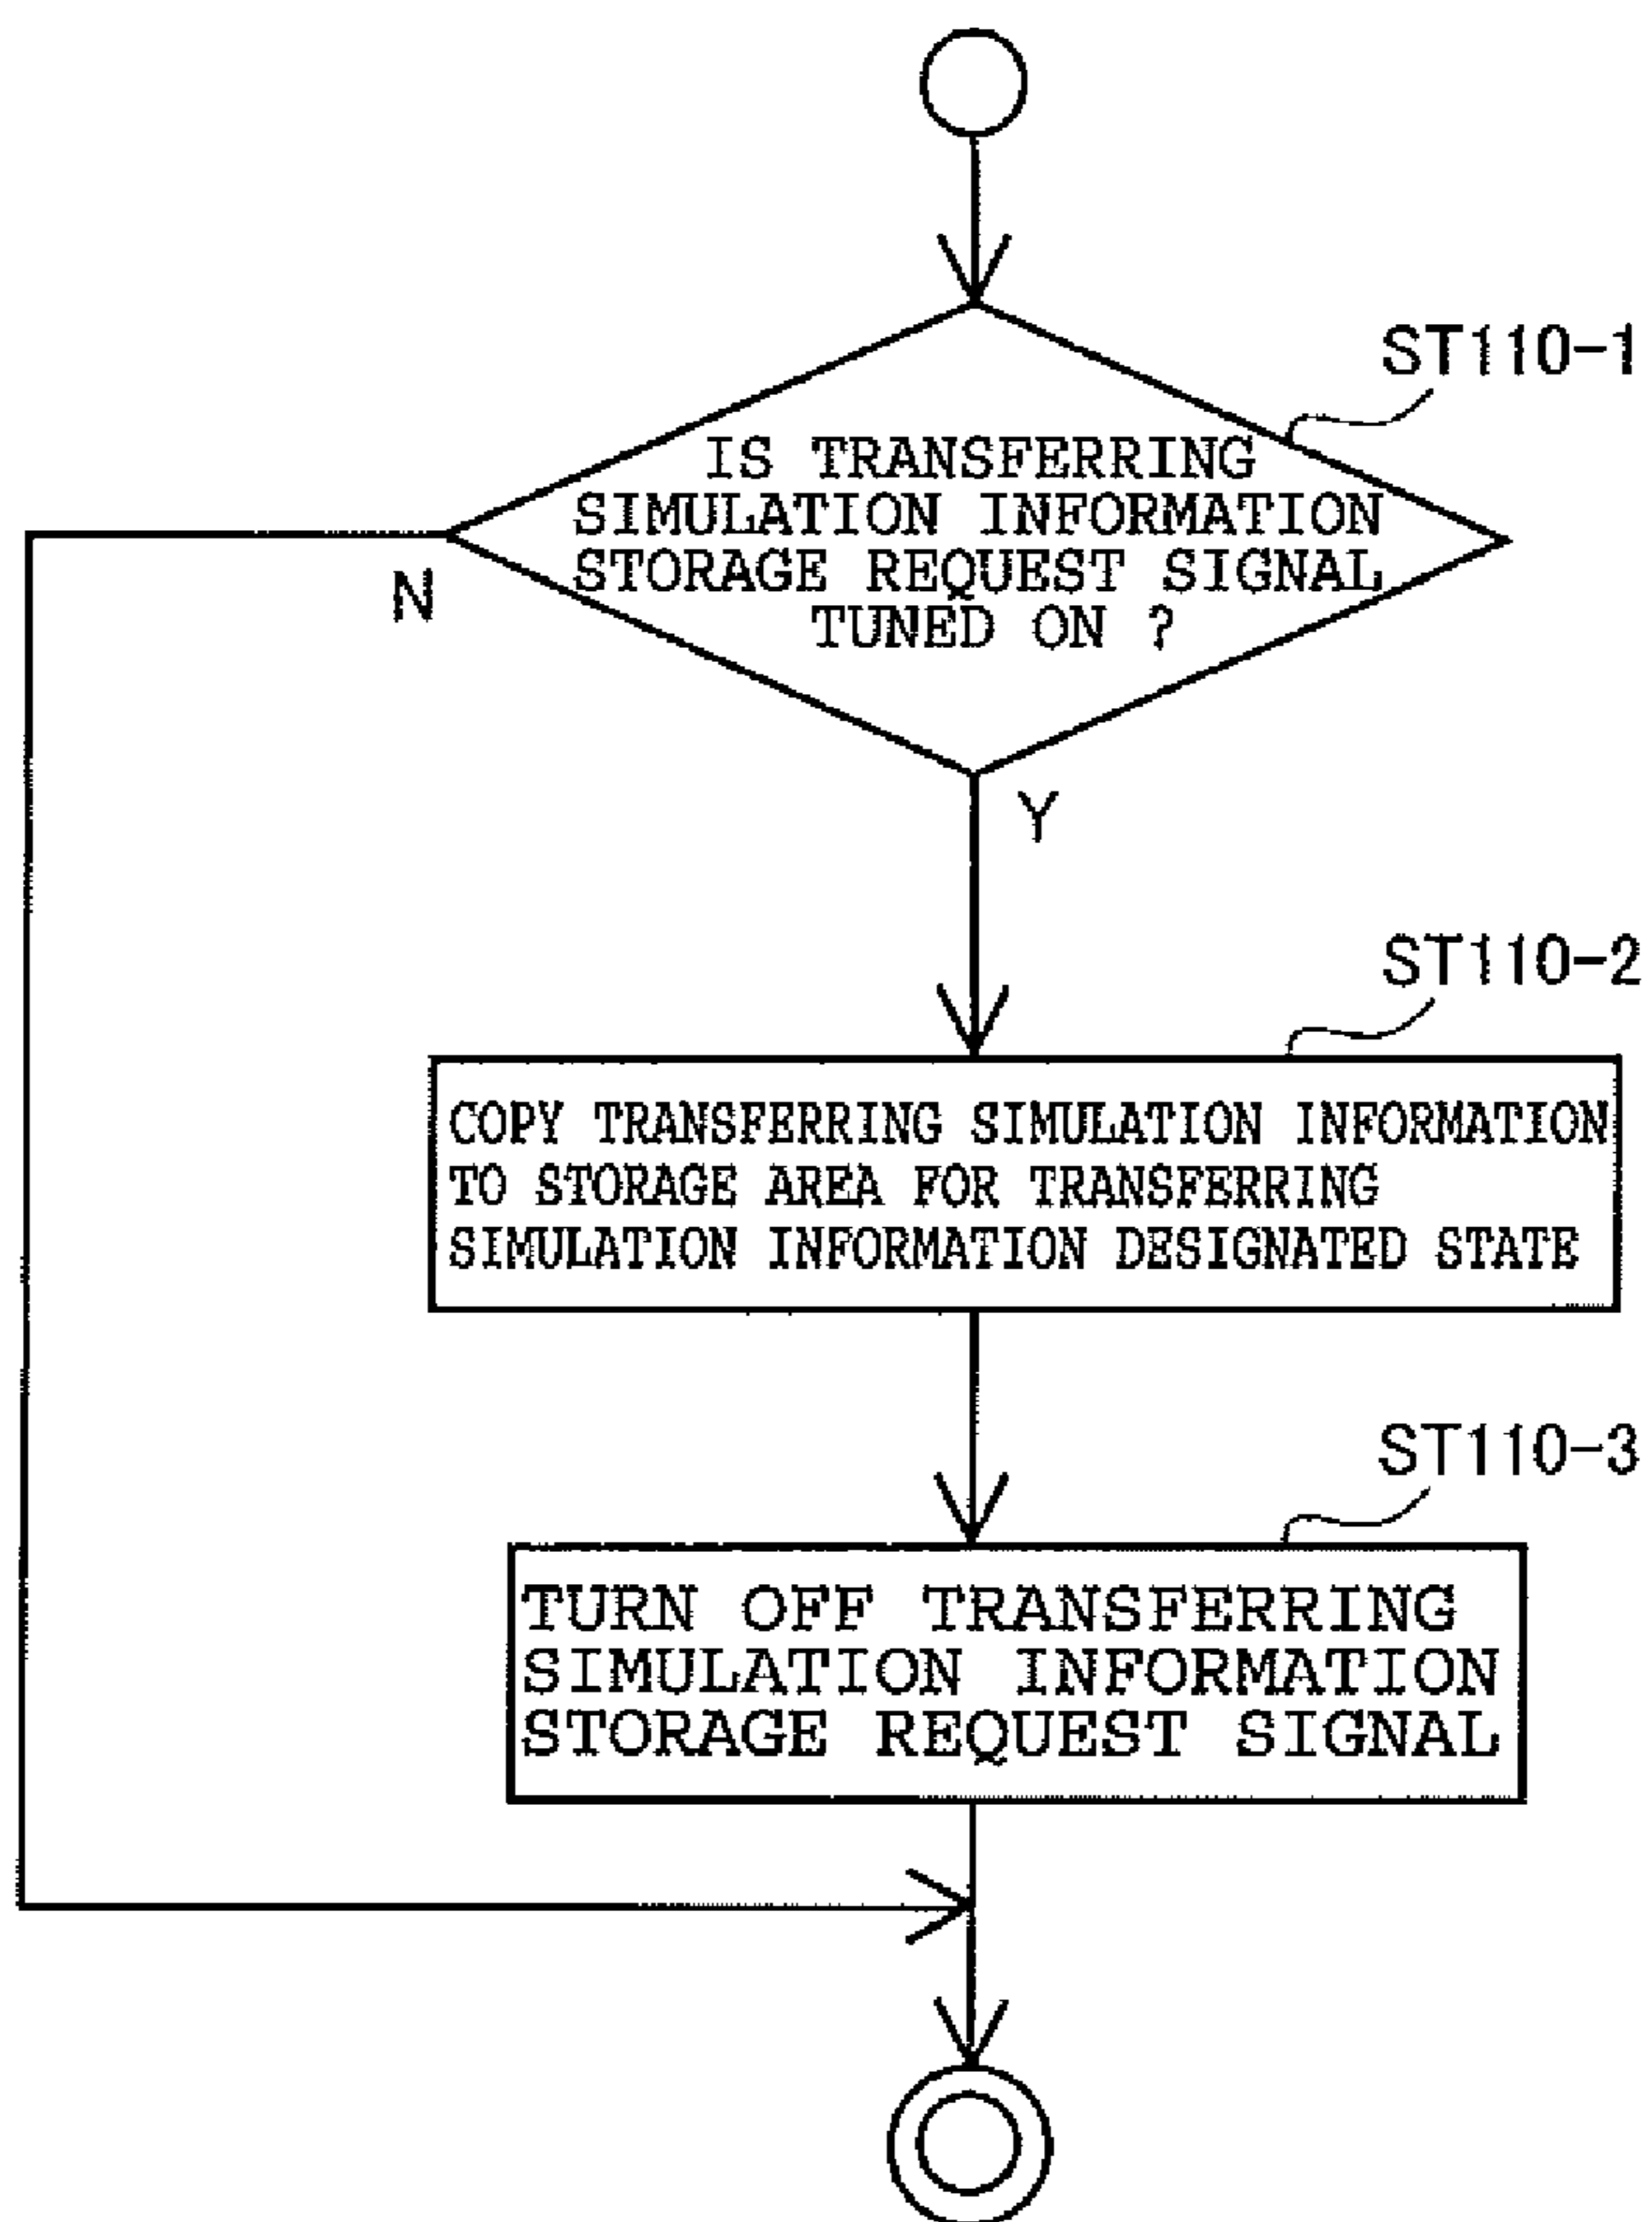 ST110-1
IS TRANSFERRING
SIMULATION INFORMATION
STORAGE REQUEST SIGNAL
TUNED ON ?
N
Y
ST110-2
COPY TRANSFERRING SIMULATION INFORMATION
TO STORAGE AREA FOR TRANSFERRING
SIMULATION INFORMATION DESIGNATED STATE
ST110-3
TURN OFF TRANSFERRING
SIMULATION INFORMATION
STORAGE REQUEST SIGNAL